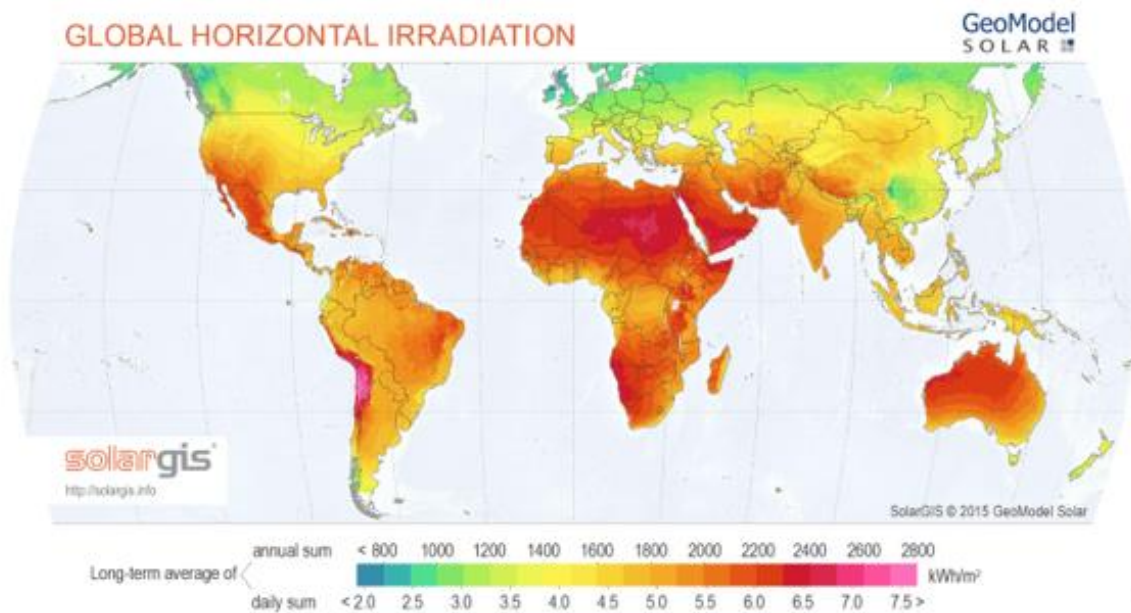 GLOBAL HORIZONTAL IRRADIATION
GeoModel
SOLAR
solargis
http://solargis.info
SolarGIS © 2015 GeoModel Solar
annual sum < 800 1000 1200 1400 1600 1800 2000 2200 2400 2600 2800
Long-term average of kWh/m²
daily sum < 2.0 2.5 3.0 3.5 4.0 4.5 5.0 5.5 6.0 6.5 7.0 7.5 >